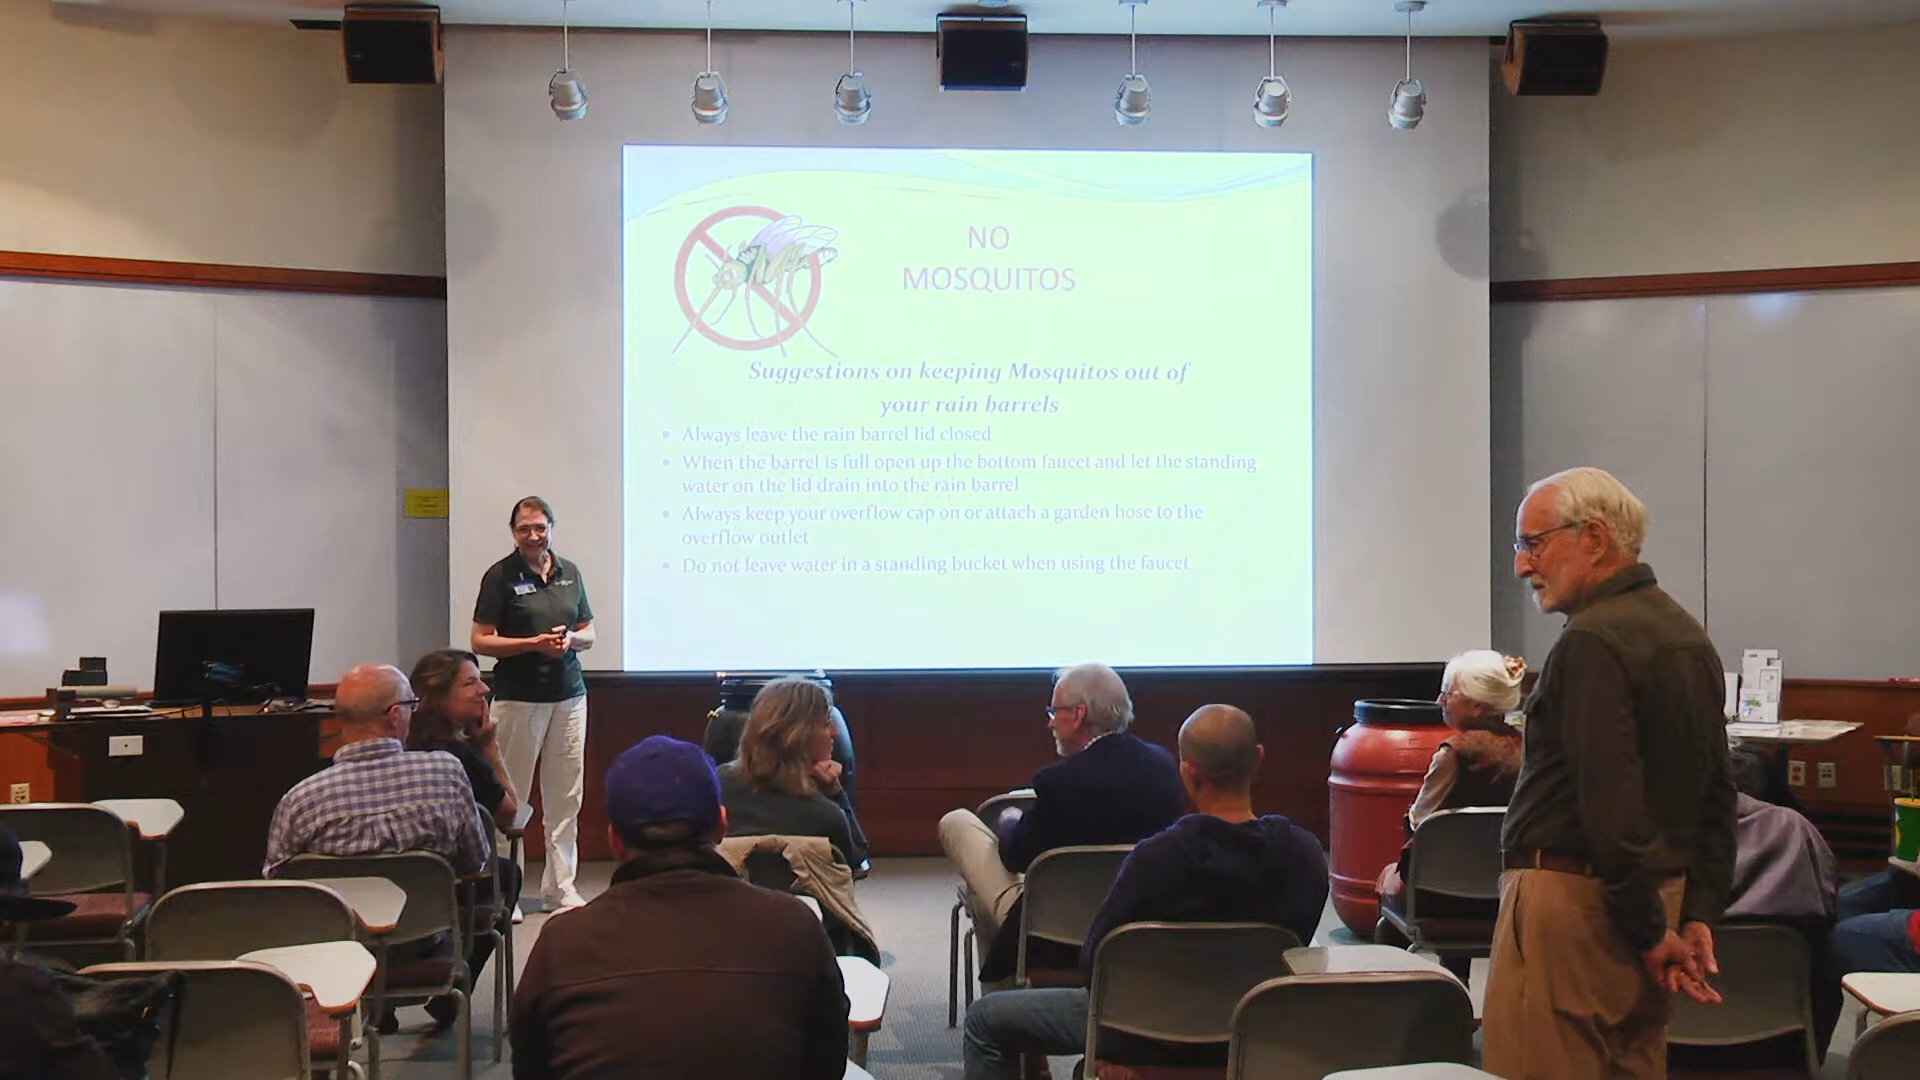 NO
MOSQUITOS
Suggestions on keeping Mosquitos out of
your rain barrels
• Always leave the rain barrel lid closed
• When the barrel is full open up the bottom faucet and let the standing
water on the lid drain into the rain barrel
• Always keep your overflow cap on or attach a garden hose to the
overflow outlet
• Do not leave water in a standing bucket when using the faucet